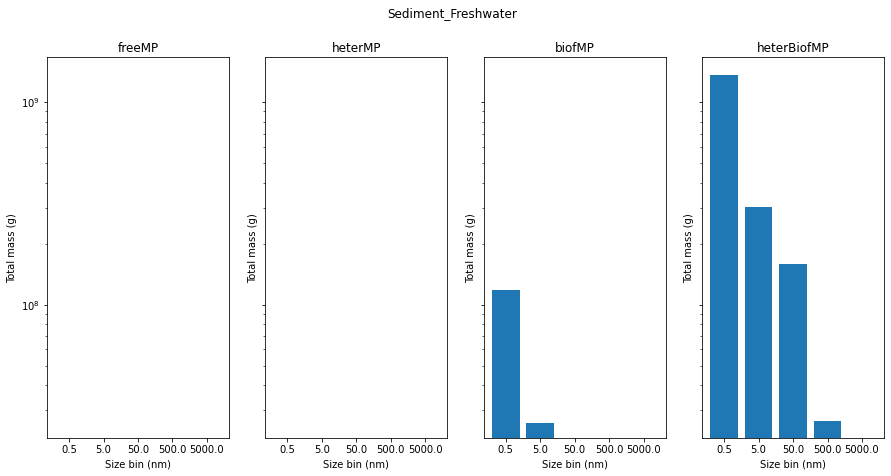 Sediment_Freshwater
freeMP
heterMP
biofMP
heterBiofMP
10⁹
10⁸
Total mass (g)
Total mass (g)
Total mass (g)
Total mass (g)
0.5 5.0 50.0 500.0 5000.0
0.5 5.0 50.0 500.0 5000.0
0.5 5.0 50.0 500.0 5000.0
0.5 5.0 50.0 500.0 5000.0
Size bin (nm)
Size bin (nm)
Size bin (nm)
Size bin (nm)